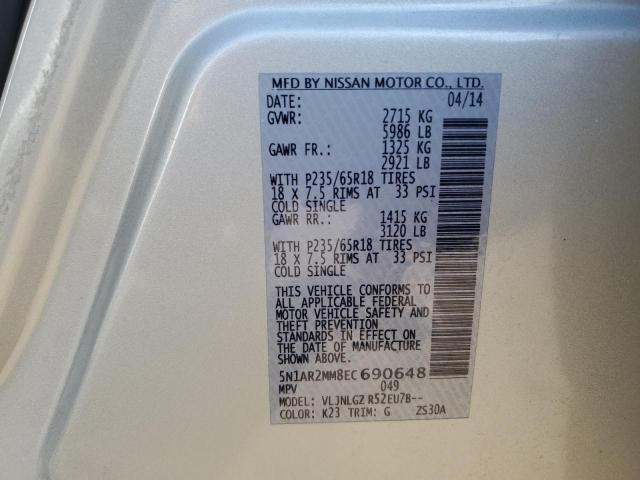 MFD BY NISSAN MOTOR CO., LTD.
DATE: 04/14
GVWR: 2715 KG
5986 LB
GAWR FR.: 1325 KG
2921 LB
WITH P235/65R18 TIRES
18 X 7.5 RIMS AT 33 PSI
COLD SINGLE
GAWR RR.: 1415 KG
3120 LB
WITH P235/65R18 TIRES
18 X 7.5 RIMS AT 33 PSI
COLD SINGLE
THIS VEHICLE CONFORMS TO
ALL APPLICABLE FEDERAL
MOTOR VEHICLE SAFETY AND
THEFT PREVENTION
STANDARDS IN EFFECT ON
THE DATE OF MANUFACTURE
SHOWN ABOVE.
5N1AR2MM8EC690648
MPV 049
MODEL: VLJNLGZ R52EU7B--
COLOR: K23 TRIM: G ZS30A